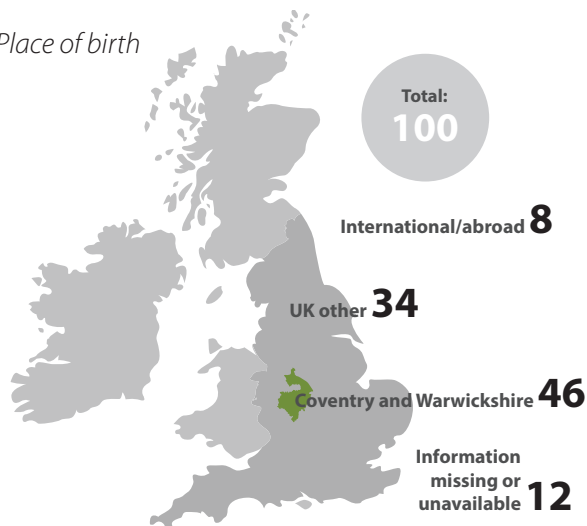 Place of birth
Total:
100
International/abroad 8
UK other 34
Coventry and Warwickshire 46
Information
missing or
unavailable 12